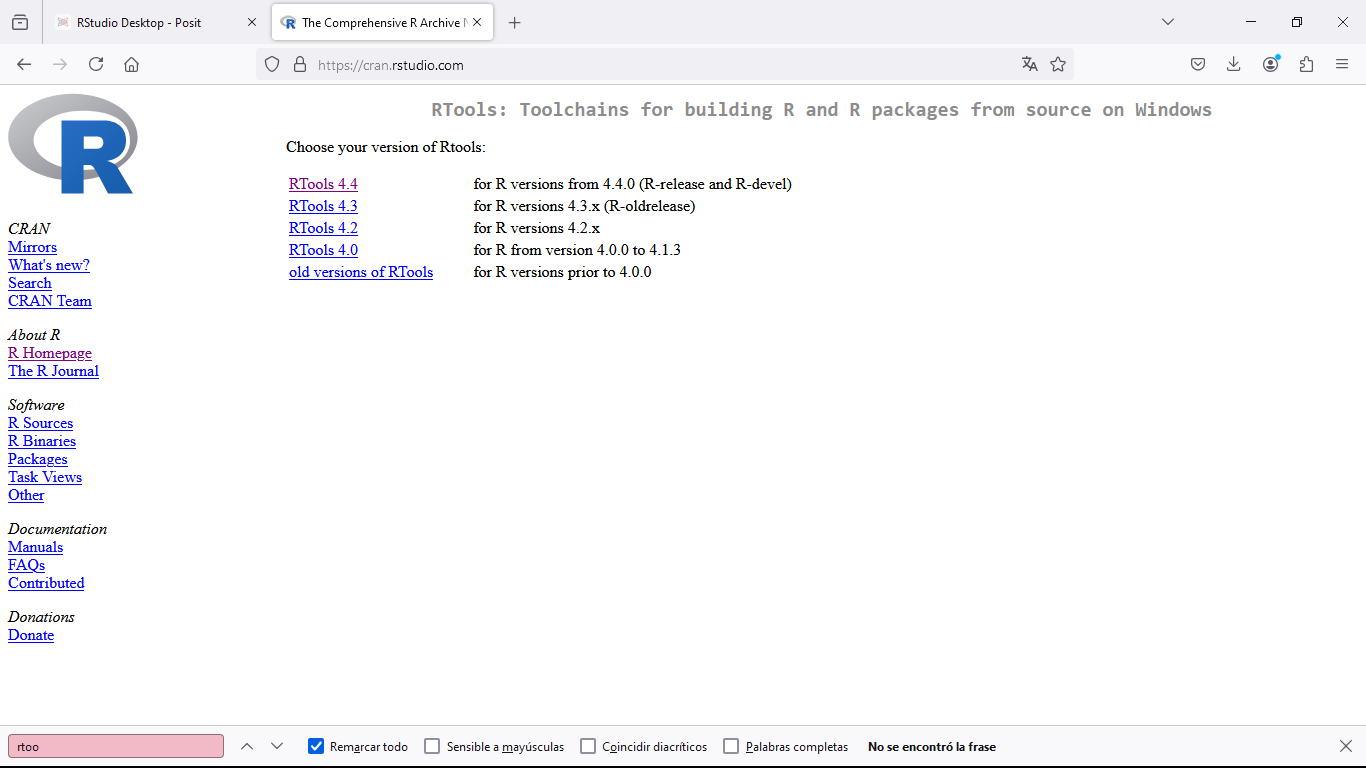 RStudio Desktop - Posit
The Comprehensive R Archive N
https://cran.rstudio.com
R
CRAN
Mirrors
What's new?
Search
CRAN Team
About R
R Homepage
The R Journal
Software
R Sources
R Binaries
Packages
Task Views
Other
Documentation
Manuals
FAQs
Contributed
Donations
Donate
RTools: Toolchains for building R and R packages from source on Windows
Choose your version of Rtools:
RTools 4.4 for R versions from 4.4.0 (R-release and R-devel)
RTools 4.3 for R versions 4.3.x (R-oldrelease)
RTools 4.2 for R versions 4.2.x
RTools 4.0 for R from version 4.0.0 to 4.1.3
old versions of RTools for R versions prior to 4.0.0
rtoo Remarcar todo Sensible a mayúsculas Coincidir diacríticos Palabras completas No se encontró la frase